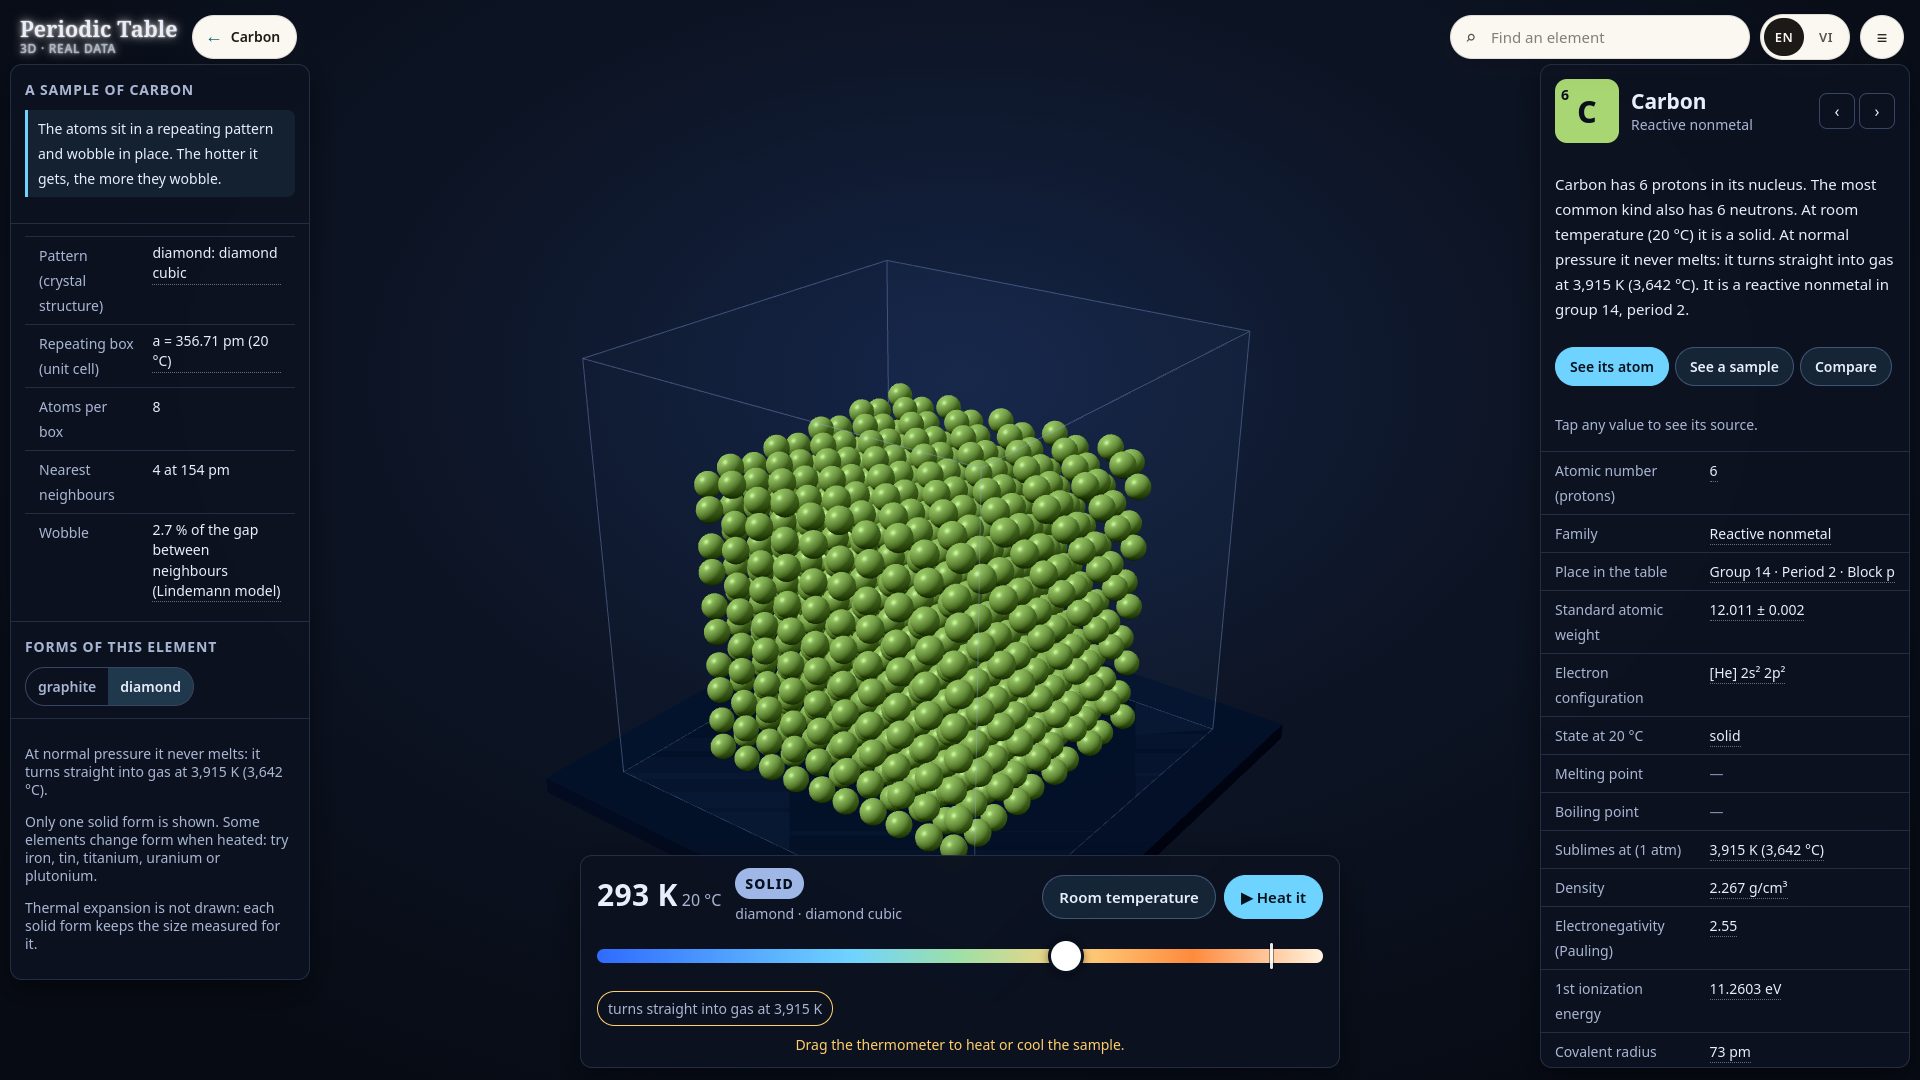 Periodic Table
3D · REAL DATA
← Carbon
Find an element
EN
VI
≡
A SAMPLE OF CARBON
The atoms sit in a repeating pattern
and wobble in place. The hotter it
gets, the more they wobble.
Pattern
(crystal
structure)
diamond: diamond
cubic
Repeating box
(unit cell)
a = 356.71 pm (20
°C)
Atoms per
box
8
Nearest
neighbours
4 at 154 pm
Wobble
2.7 % of the gap
between
neighbours
(Lindemann model)
FORMS OF THIS ELEMENT
graphite
diamond
At normal pressure it never melts: it
turns straight into gas at 3,915 K (3,642
°C).
Only one solid form is shown. Some
elements change form when heated: try
iron, tin, titanium, uranium or
plutonium.
Thermal expansion is not drawn: each
solid form keeps the size measured for
it.
293 K 20 °C
SOLID
diamond · diamond cubic
Room temperature
▶ Heat it
turns straight into gas at 3,915 K
Drag the thermometer to heat or cool the sample.
6
C
Carbon
Reactive nonmetal
‹
›
Carbon has 6 protons in its nucleus. The most
common kind also has 6 neutrons. At room
temperature (20 °C) it is a solid. At normal
pressure it never melts: it turns straight into gas
at 3,915 K (3,642 °C). It is a reactive nonmetal in
group 14, period 2.
See its atom
See a sample
Compare
Tap any value to see its source.
Atomic number
(protons)
6
Family
Reactive nonmetal
Place in the table
Group 14 · Period 2 · Block p
Standard atomic
weight
12.011 ± 0.002
Electron
configuration
[He] 2s² 2p²
State at 20 °C
solid
Melting point
—
Boiling point
—
Sublimes at (1 atm)
3,915 K (3,642 °C)
Density
2.267 g/cm³
Electronegativity
(Pauling)
2.55
1st ionization
energy
11.2603 eV
Covalent radius
73 pm